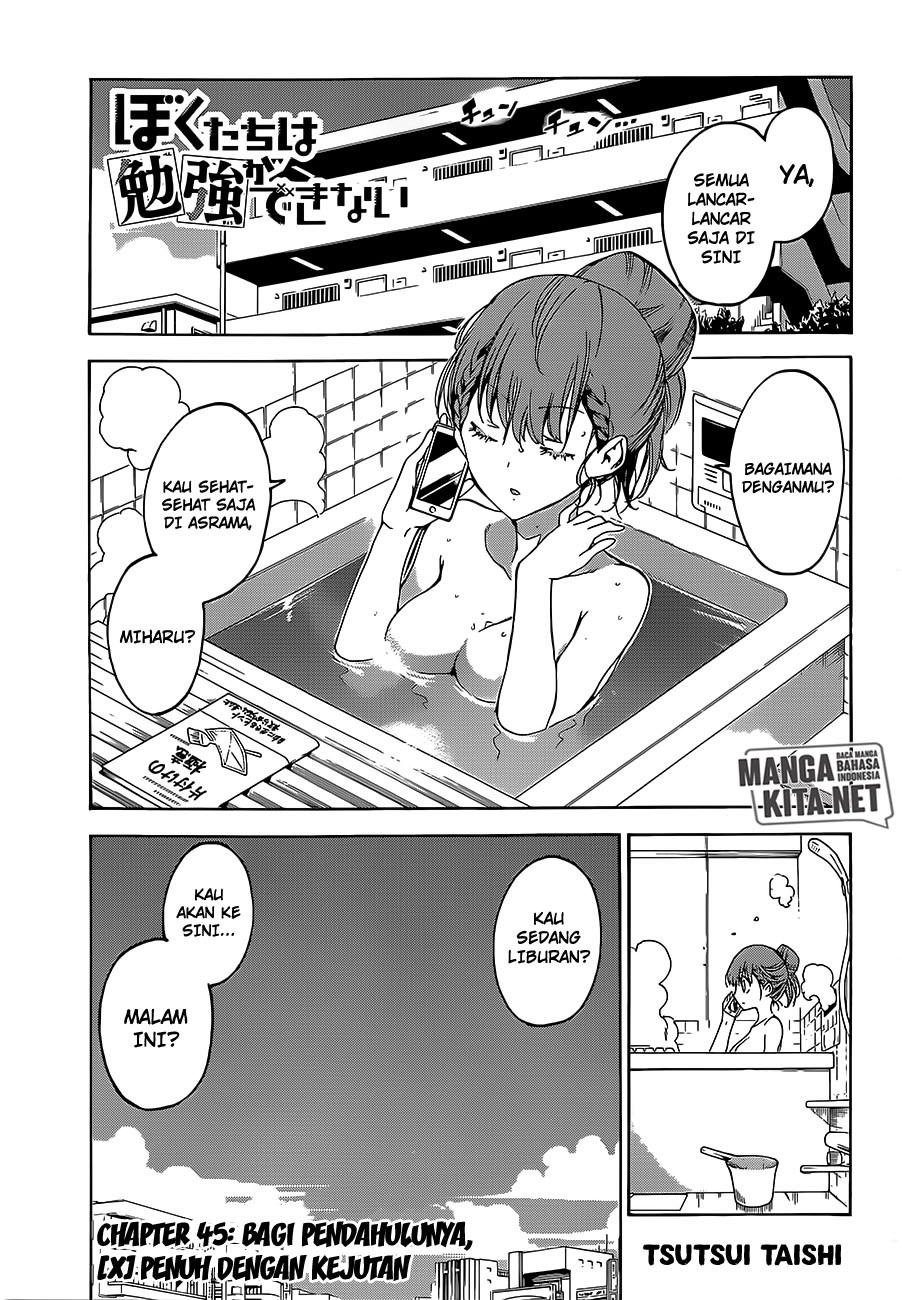 ぼくたちは
勉強ができない
チュン
チュン…
YA,
SEMUA
LANCAR-
LANCAR
SAJA DI
SINI
BAGAIMANA
DENGANMU?
KAU SEHAT-
SEHAT SAJA
DI ASRAMA,
MIHARU?
極意
MANGA
KITA.NET
BACA MANGA
BAHASA
INDONESIA
KAU
SEDANG
LIBURAN?
KAU
AKAN KE
SINI...
MALAM
INI?
CHAPTER 45: BAGI PENDAHULUNYA,
[X] PENUH DENGAN KEJUTAN
TSUTSUI TAISHI